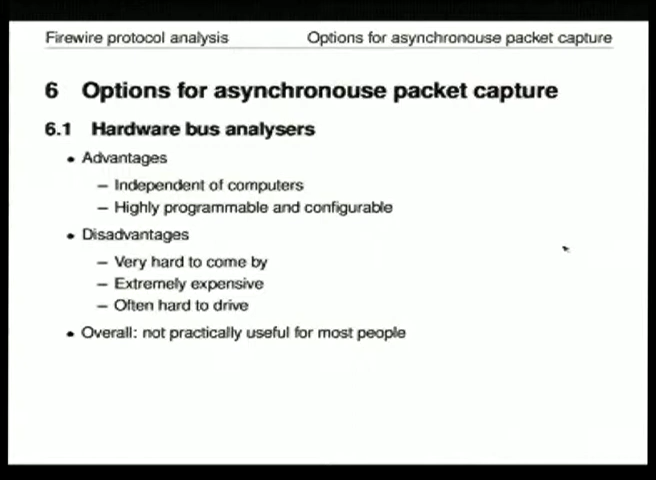 Firewire protocol analysis Options for asynchronouse packet capture
6 Options for asynchronouse packet capture
6.1 Hardware bus analysers
• Advantages
– Independent of computers
– Highly programmable and configurable
• Disadvantages
– Very hard to come by
– Extremely expensive
– Often hard to drive
• Overall: not practically useful for most people